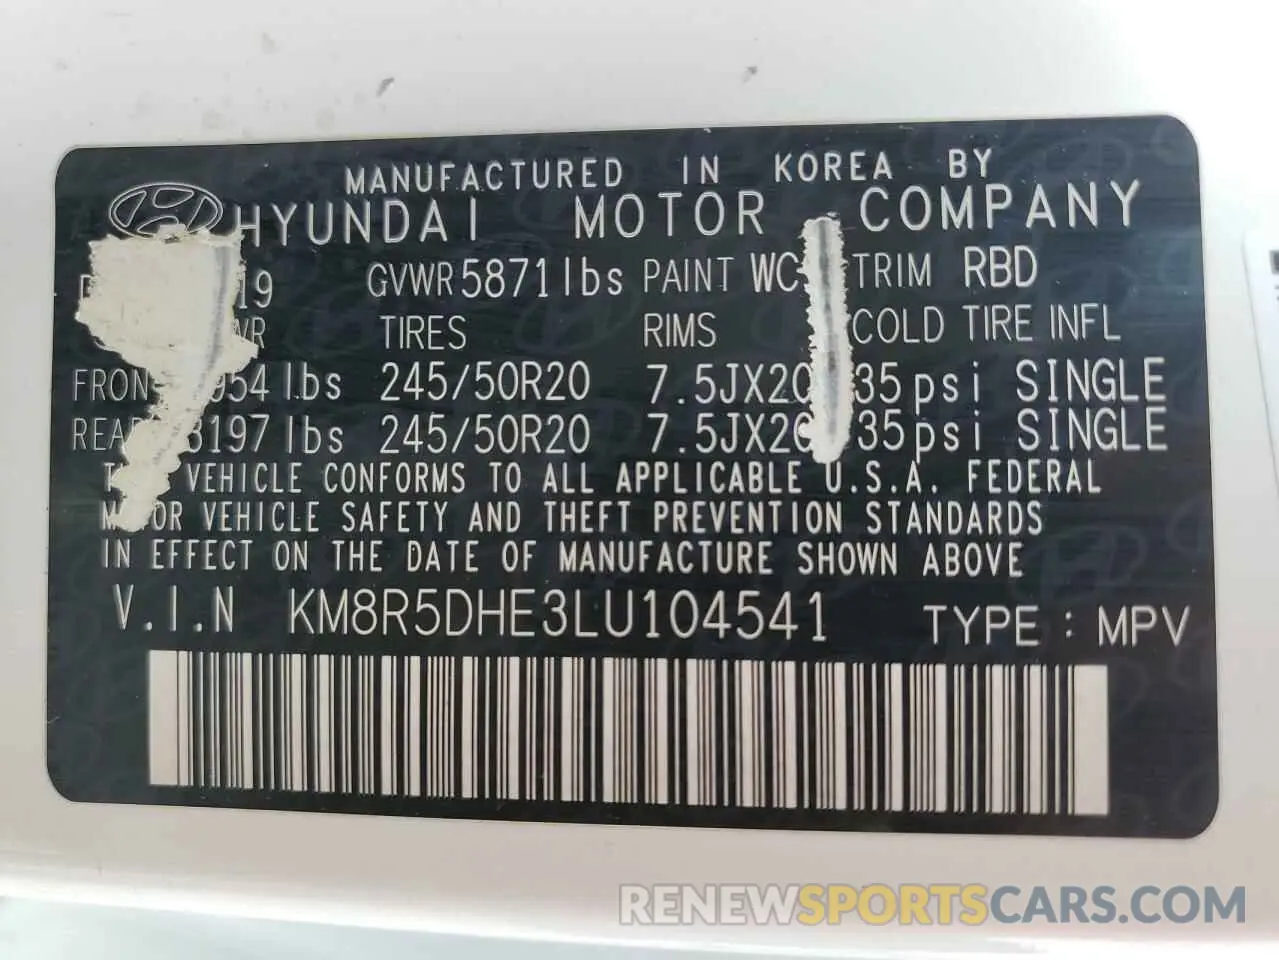 MANUFACTURED IN KOREA BY
HYUNDAI MOTOR COMPANY
19 GVWR 5871lbs PAINT WC TRIM RBD
TIRES RIMS COLD TIRE INFL
954 lbs 245/50R20 7.5JX20 35psi SINGLE
3197 lbs 245/50R20 7.5JX20 35psi SINGLE
VEHICLE CONFORMS TO ALL APPLICABLE U.S.A. FEDERAL
MOTOR VEHICLE SAFETY AND THEFT PREVENTION STANDARDS
IN EFFECT ON THE DATE OF MANUFACTURE SHOWN ABOVE
V.I.N KM8R5DHE3LU104541 TYPE : MPV
RENEWSPORTSCARS.COM